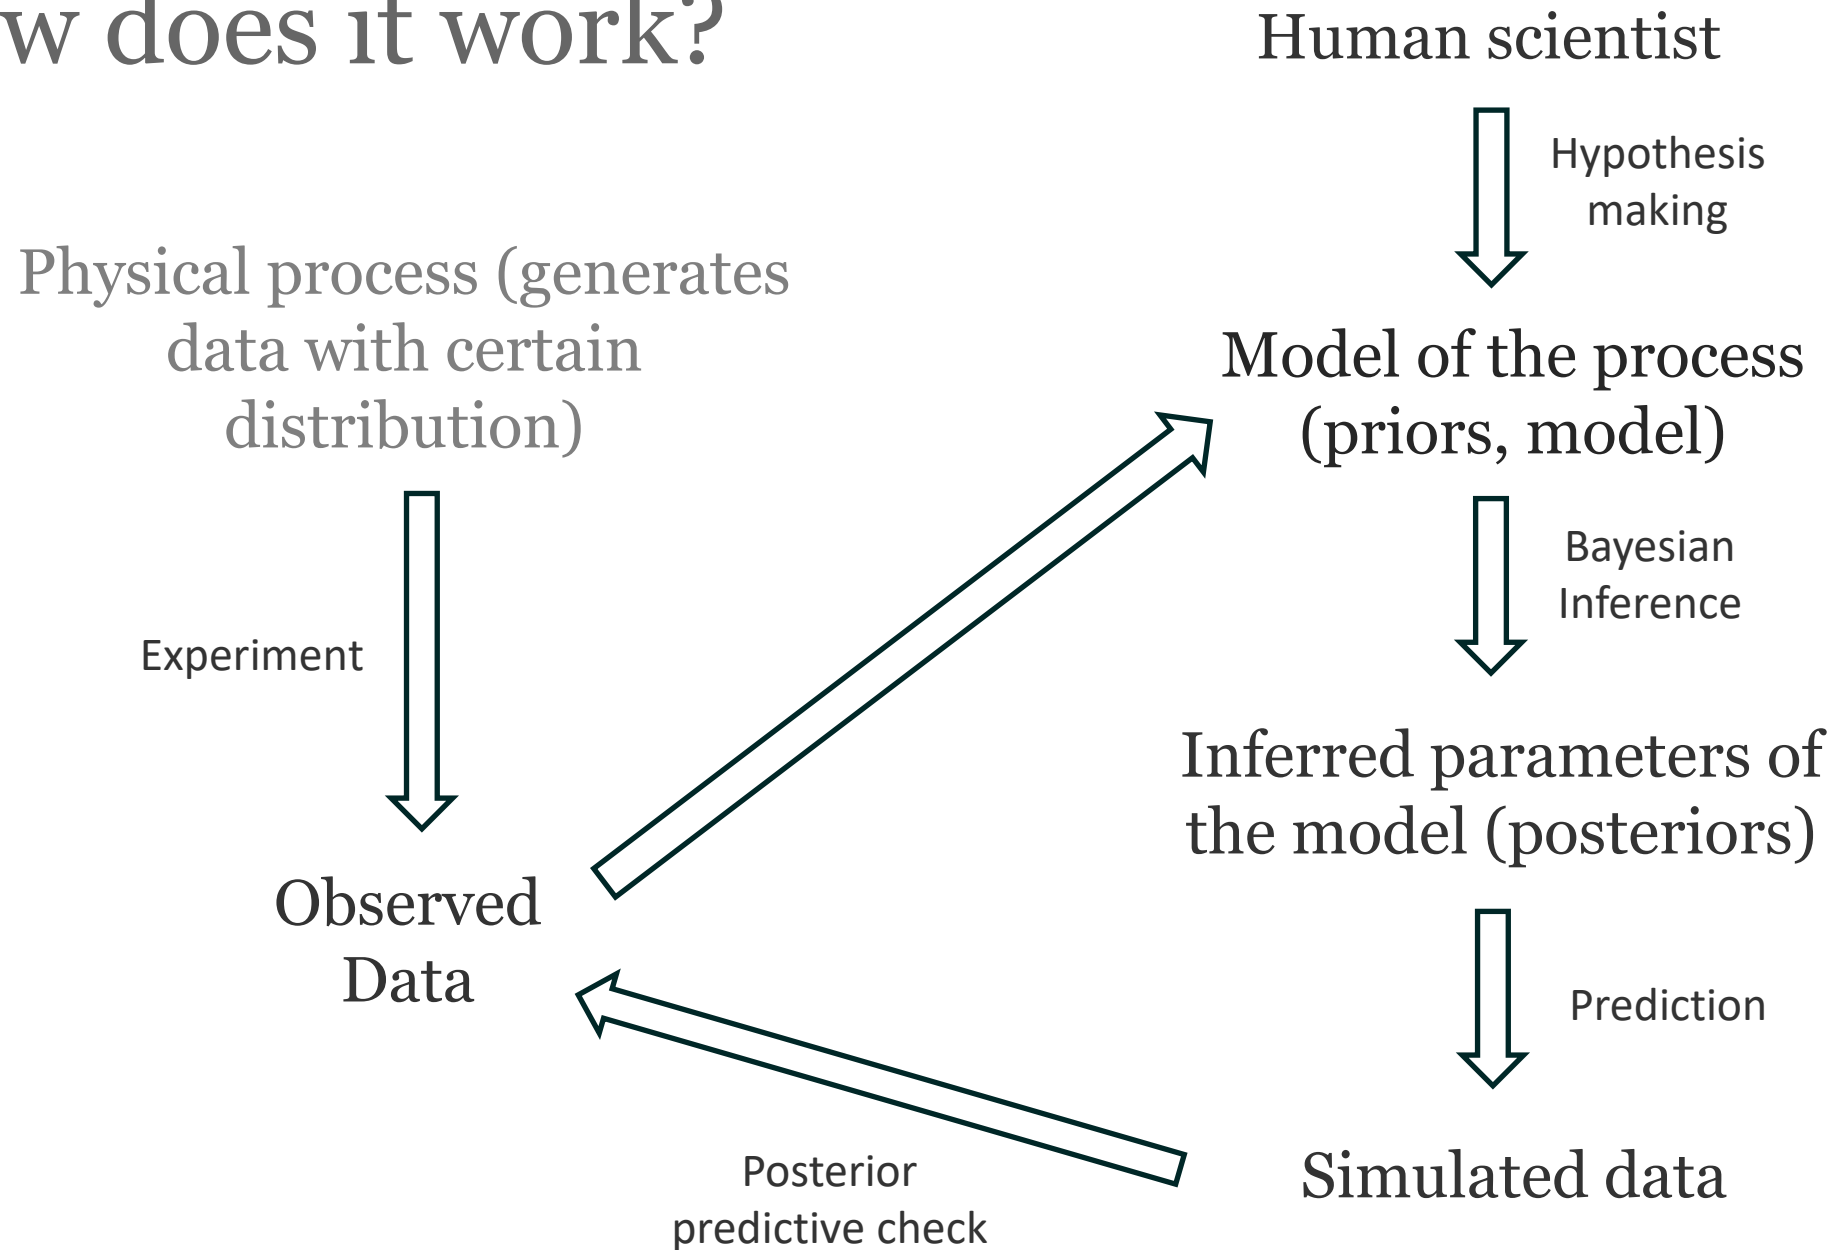 w does it work?
Human scientist
Hypothesis
making
Physical process (generates
data with certain
distribution)
Model of the process
(priors, model)
Experiment
Bayesian
Inference
Inferred parameters of
the model (posteriors)
Observed
Data
Prediction
Posterior
predictive check
Simulated data